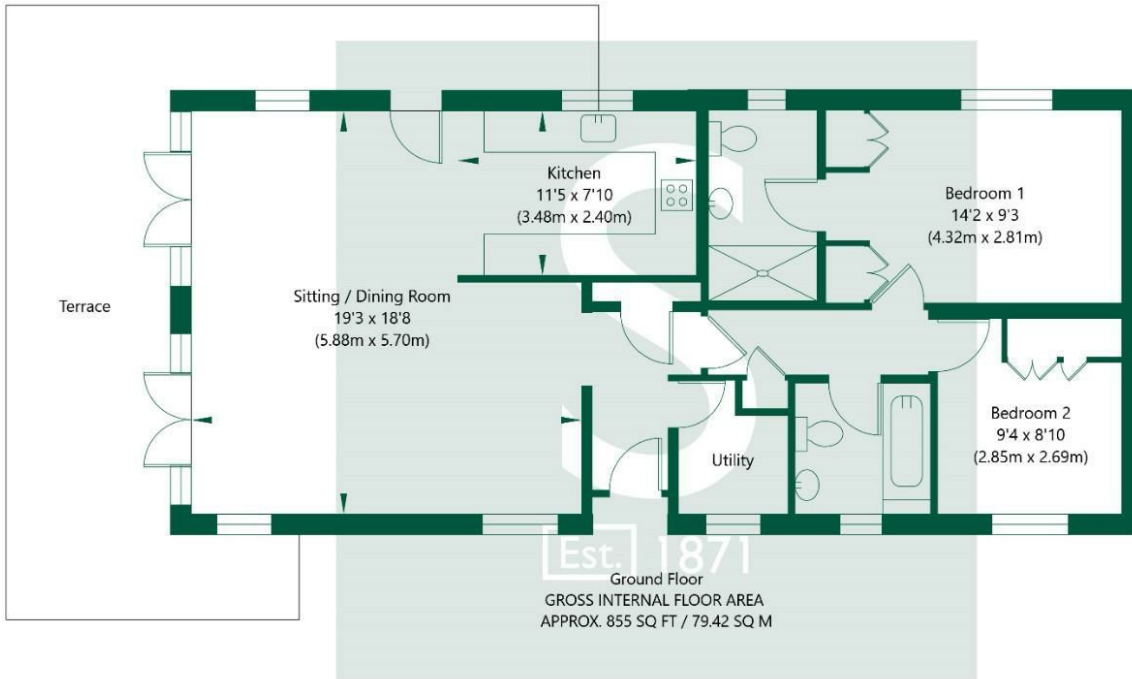 Kitchen
11'5 x 7'10
(3.48m x 2.40m)
Bedroom 1
14'2 x 9'3
(4.32m x 2.81m)
Terrace
Sitting / Dining Room
19'3 x 18'8
(5.88m x 5.70m)
Bedroom 2
9'4 x 8'10
(2.85m x 2.69m)
Utility
S
Est. 1871
Ground Floor
GROSS INTERNAL FLOOR AREA
APPROX. 855 SQ FT / 79.42 SQ M